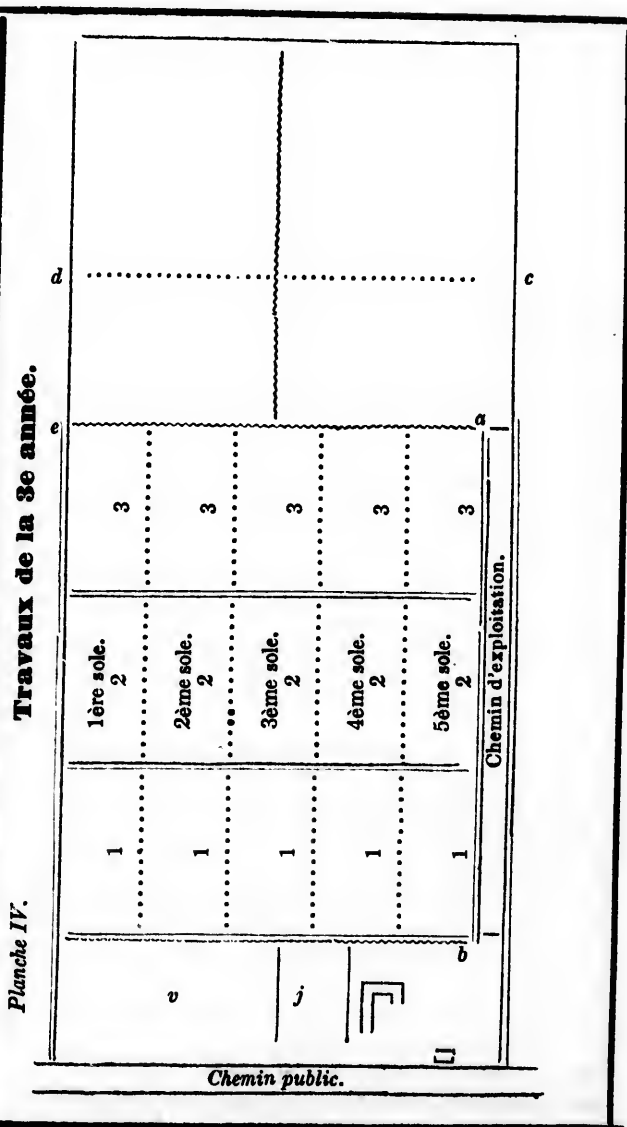 Planche IV.
Travaux de la 3e année.
d
c
e
a
3
3
3
3
3
1ère sole.
2
2ème sole.
2
3ème sole.
2
4ème sole.
2
5ème sole.
2
Chemin d'exploitation.
1
1
1
1
1
b
v
j
Chemin public.